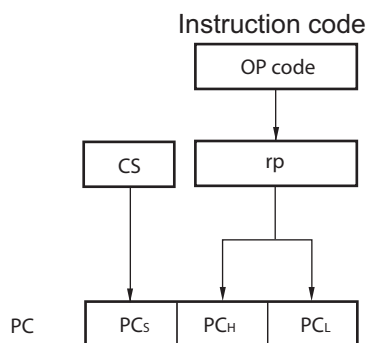 Instruction code
OP code
CS
rp
PC
PCS
PCH
PCL